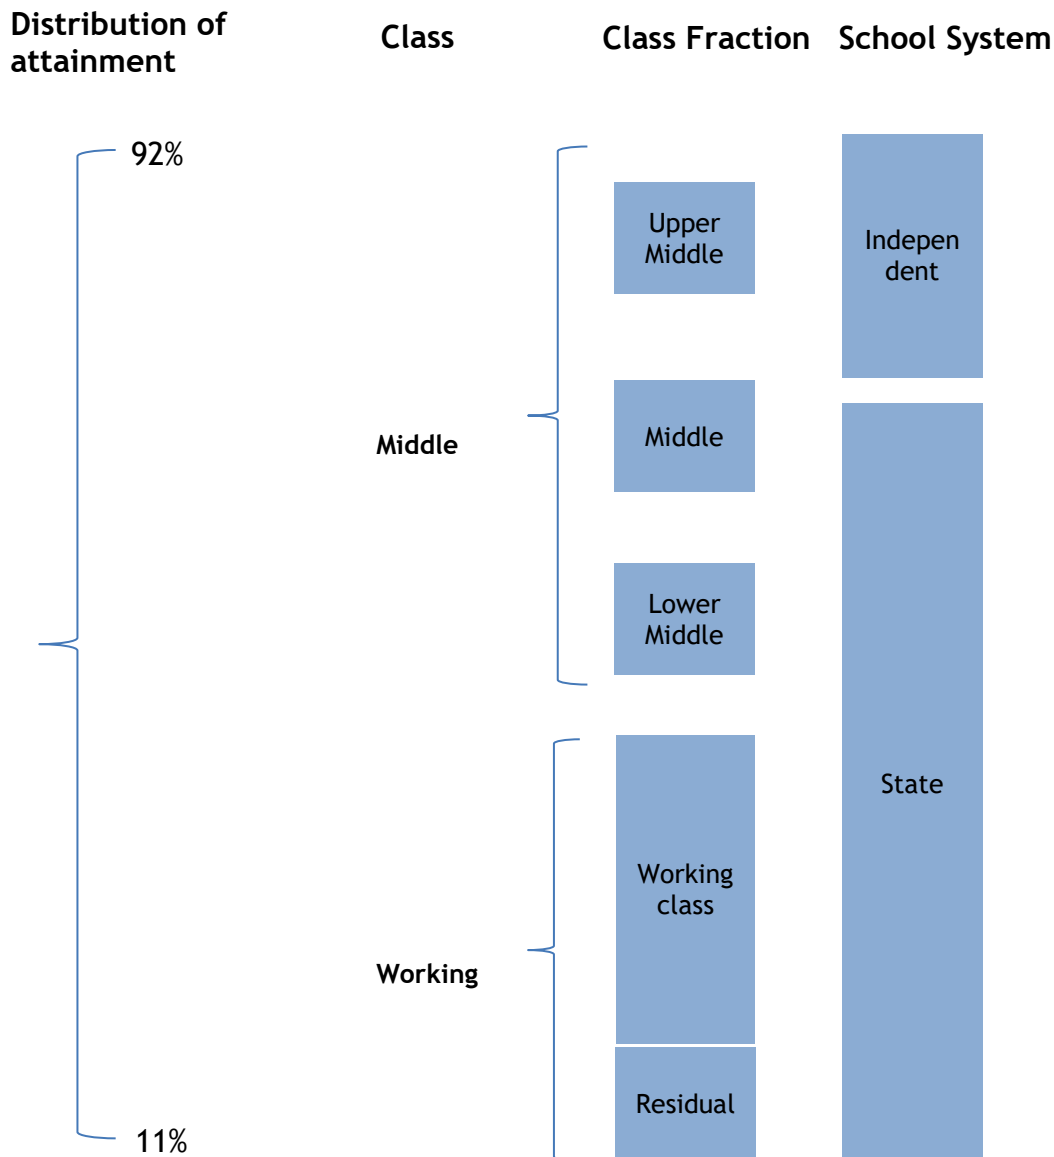 Distribution of
attainment
Class
Class Fraction
School System
92%
Upper
Middle
Indepen
dent
Middle
Middle
Lower
Middle
State
Working
class
Working
Residual
11%